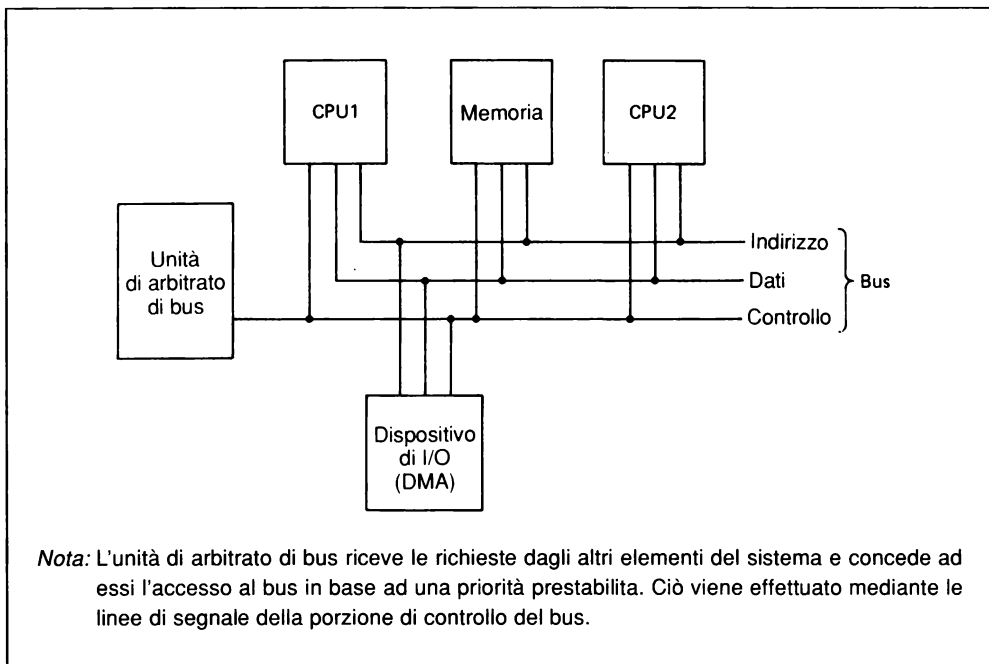 CPU1
Memoria
CPU2
Unità
di arbitrato
di bus
Indirizzo
Dati
Controllo
Bus
Dispositivo
di I/O
(DMA)
Nota: L'unità di arbitrato di bus riceve le richieste dagli altri elementi del sistema e concede ad
essi l'accesso al bus in base ad una priorità prestabilita. Ciò viene effettuato mediante le
linee di segnale della porzione di controllo del bus.